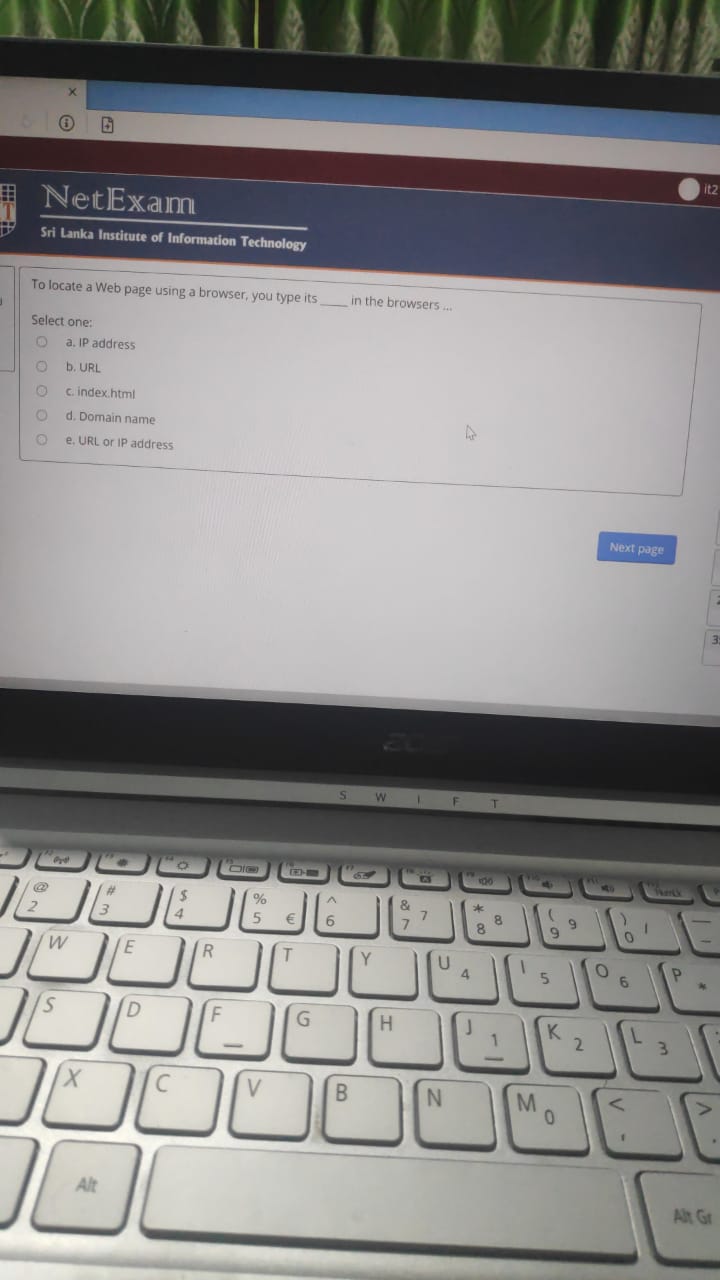 it2
NetExam
Sri Lanka Institute of Information Technology
To locate a Web page using a browser, you type its ____ in the browsers ...
Select one:
a. IP address
b. URL
c. index.html
d. Domain name
e. URL or IP address
Next page
S W I F T
@ # $ % ^ & * ( )
2 3 4 5 € 6 7 7 8 8 9 9 0 /
W E R T Y U 4 I 5 O 6 P *
S D F G H J 1 K 2 L 3
X C V B N M 0 < , > .
Alt Alt Gr